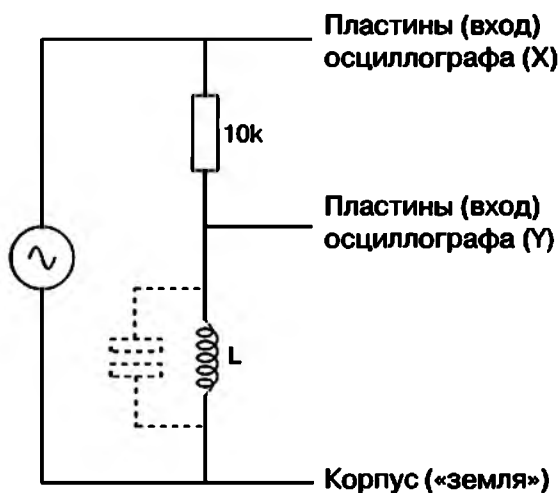 Пластины (вход)
осциллографа (X)
10k
Пластины (вход)
осциллографа (Y)
L
Корпус («земля»)